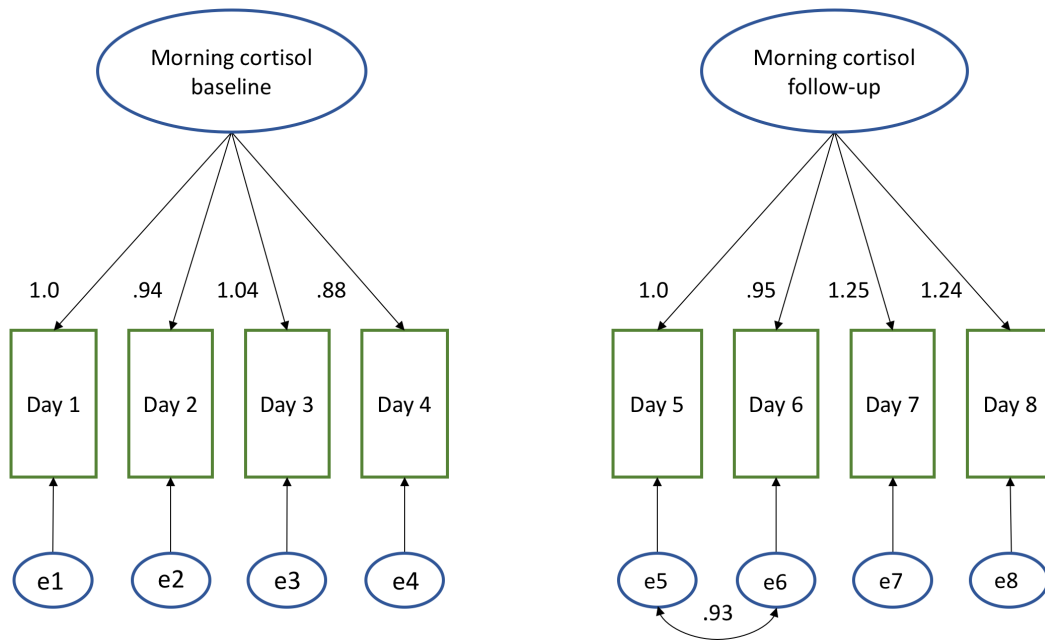 Morning cortisol
baseline
Morning cortisol
follow-up
1.0 .94 1.04 .88
1.0 .95 1.25 1.24
Day 1 Day 2 Day 3 Day 4
Day 5 Day 6 Day 7 Day 8
e1 e2 e3 e4
e5 e6 e7 e8
.93